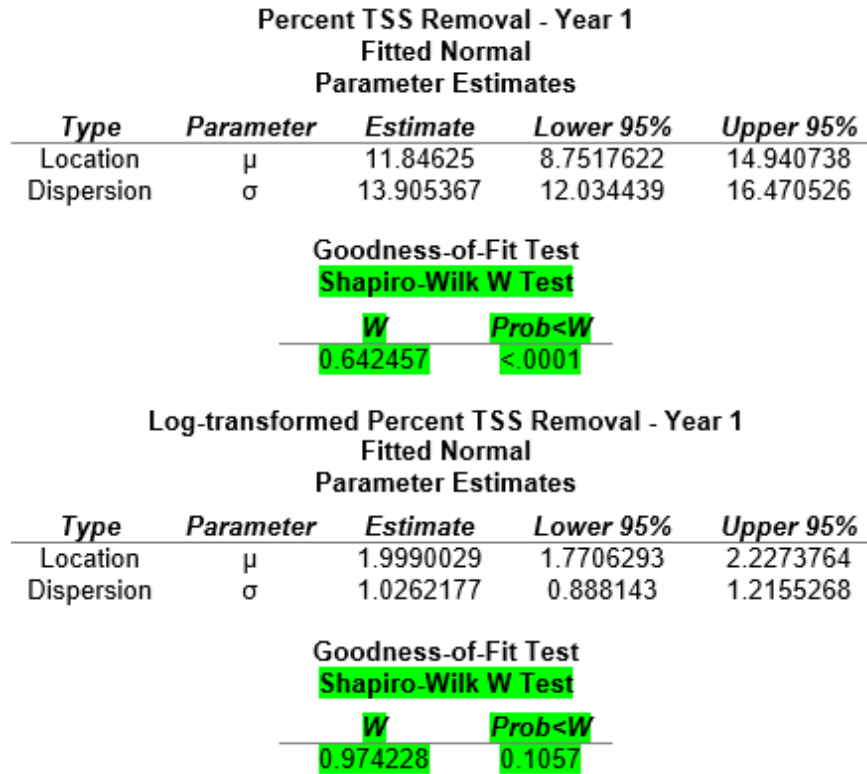 Percent TSS Removal - Year 1
Fitted Normal
Parameter Estimates
Type Parameter Estimate Lower 95% Upper 95%
Location μ 11.84625 8.7517622 14.940738
Dispersion σ 13.905367 12.034439 16.470526
Goodness-of-Fit Test
Shapiro-Wilk W Test
W Prob<W
0.642457 <.0001
Log-transformed Percent TSS Removal - Year 1
Fitted Normal
Parameter Estimates
Type Parameter Estimate Lower 95% Upper 95%
Location μ 1.9990029 1.7706293 2.2273764
Dispersion σ 1.0262177 0.888143 1.2155268
Goodness-of-Fit Test
Shapiro-Wilk W Test
W Prob<W
0.974228 0.1057